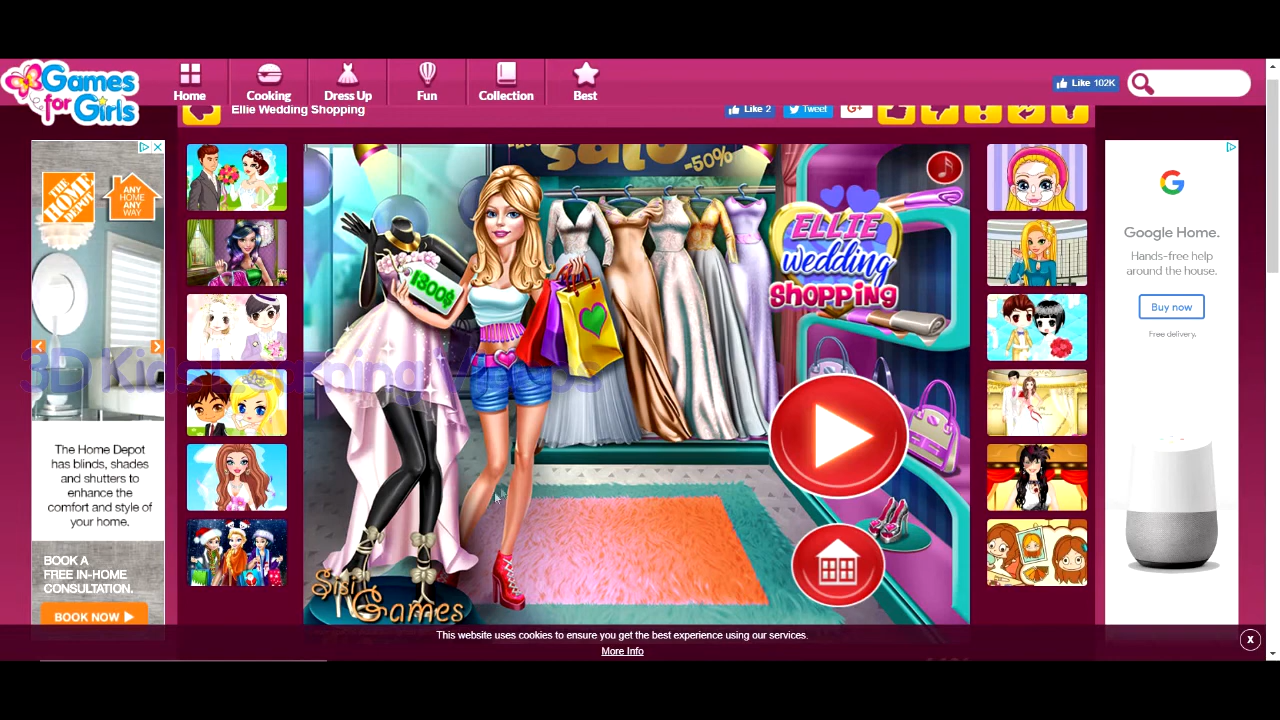 Games
for Girls
Home
Cooking
Dress Up
Fun
Collection
Best
Like 102K
Ellie Wedding Shopping
Like 2
Tweet
G+
THE
HOME
DEPOT
ANY
HOME
ANY
WAY
The Home Depot
has blinds, shades
and shutters to
enhance the
comfort and style of
your home.
BOOK A
FREE IN-HOME
CONSULTATION.
BOOK NOW
-50%
1300$
ELLIE
wedding
Shopping
Sisi
Games
3D Kids Learning
G
Google Home.
Hands-free help
around the house.
Buy now
Free delivery.
This website uses cookies to ensure you get the best experience using our services.
More Info
X